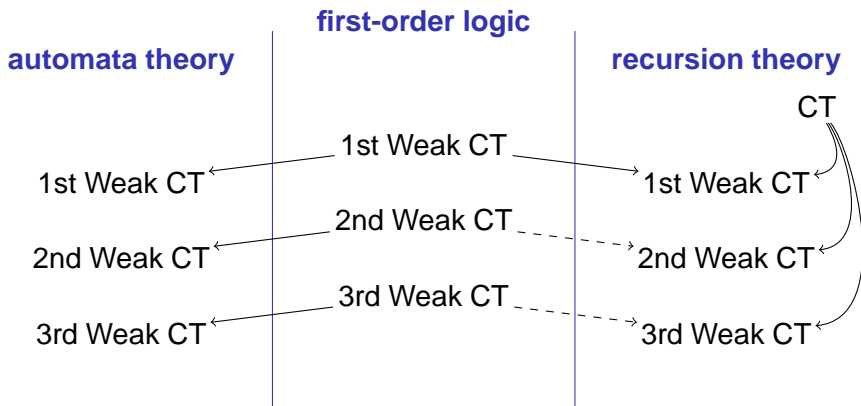 first-order logic
automata theory
recursion theory
CT
1st Weak CT
1st Weak CT
1st Weak CT
2nd Weak CT
2nd Weak CT
2nd Weak CT
3rd Weak CT
3rd Weak CT
3rd Weak CT